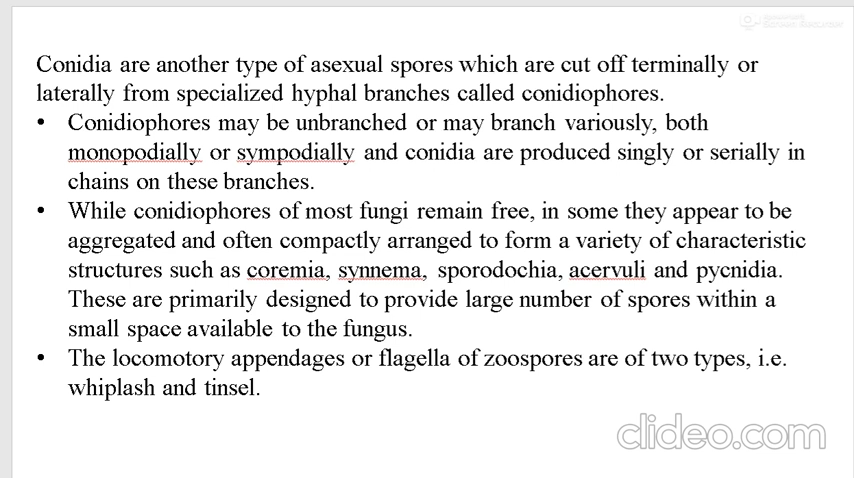 Conidia are another type of asexual spores which are cut off terminally or
laterally from specialized hyphal branches called conidiophores.
• Conidiophores may be unbranched or may branch variously, both
monopodially or sympodially and conidia are produced singly or serially in
chains on these branches.
• While conidiophores of most fungi remain free, in some they appear to be
aggregated and often compactly arranged to form a variety of characteristic
structures such as coremia, synnema, sporodochia, acervuli and pycnidia.
These are primarily designed to provide large number of spores within a
small space available to the fungus.
• The locomotory appendages or flagella of zoospores are of two types, i.e.
whiplash and tinsel.
clideo.com